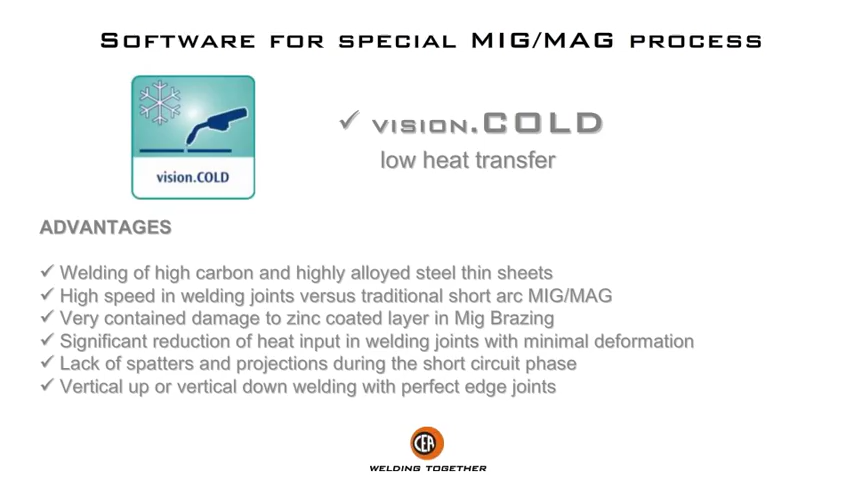 SOFTWARE FOR SPECIAL MIG/MAG PROCESS
vision.COLD
✓ VISION.COLD
low heat transfer
ADVANTAGES
✓ Welding of high carbon and highly alloyed steel thin sheets
✓ High speed in welding joints versus traditional short arc MIG/MAG
✓ Very contained damage to zinc coated layer in Mig Brazing
✓ Significant reduction of heat input in welding joints with minimal deformation
✓ Lack of spatters and projections during the short circuit phase
✓ Vertical up or vertical down welding with perfect edge joints
CEA
WELDING TOGETHER